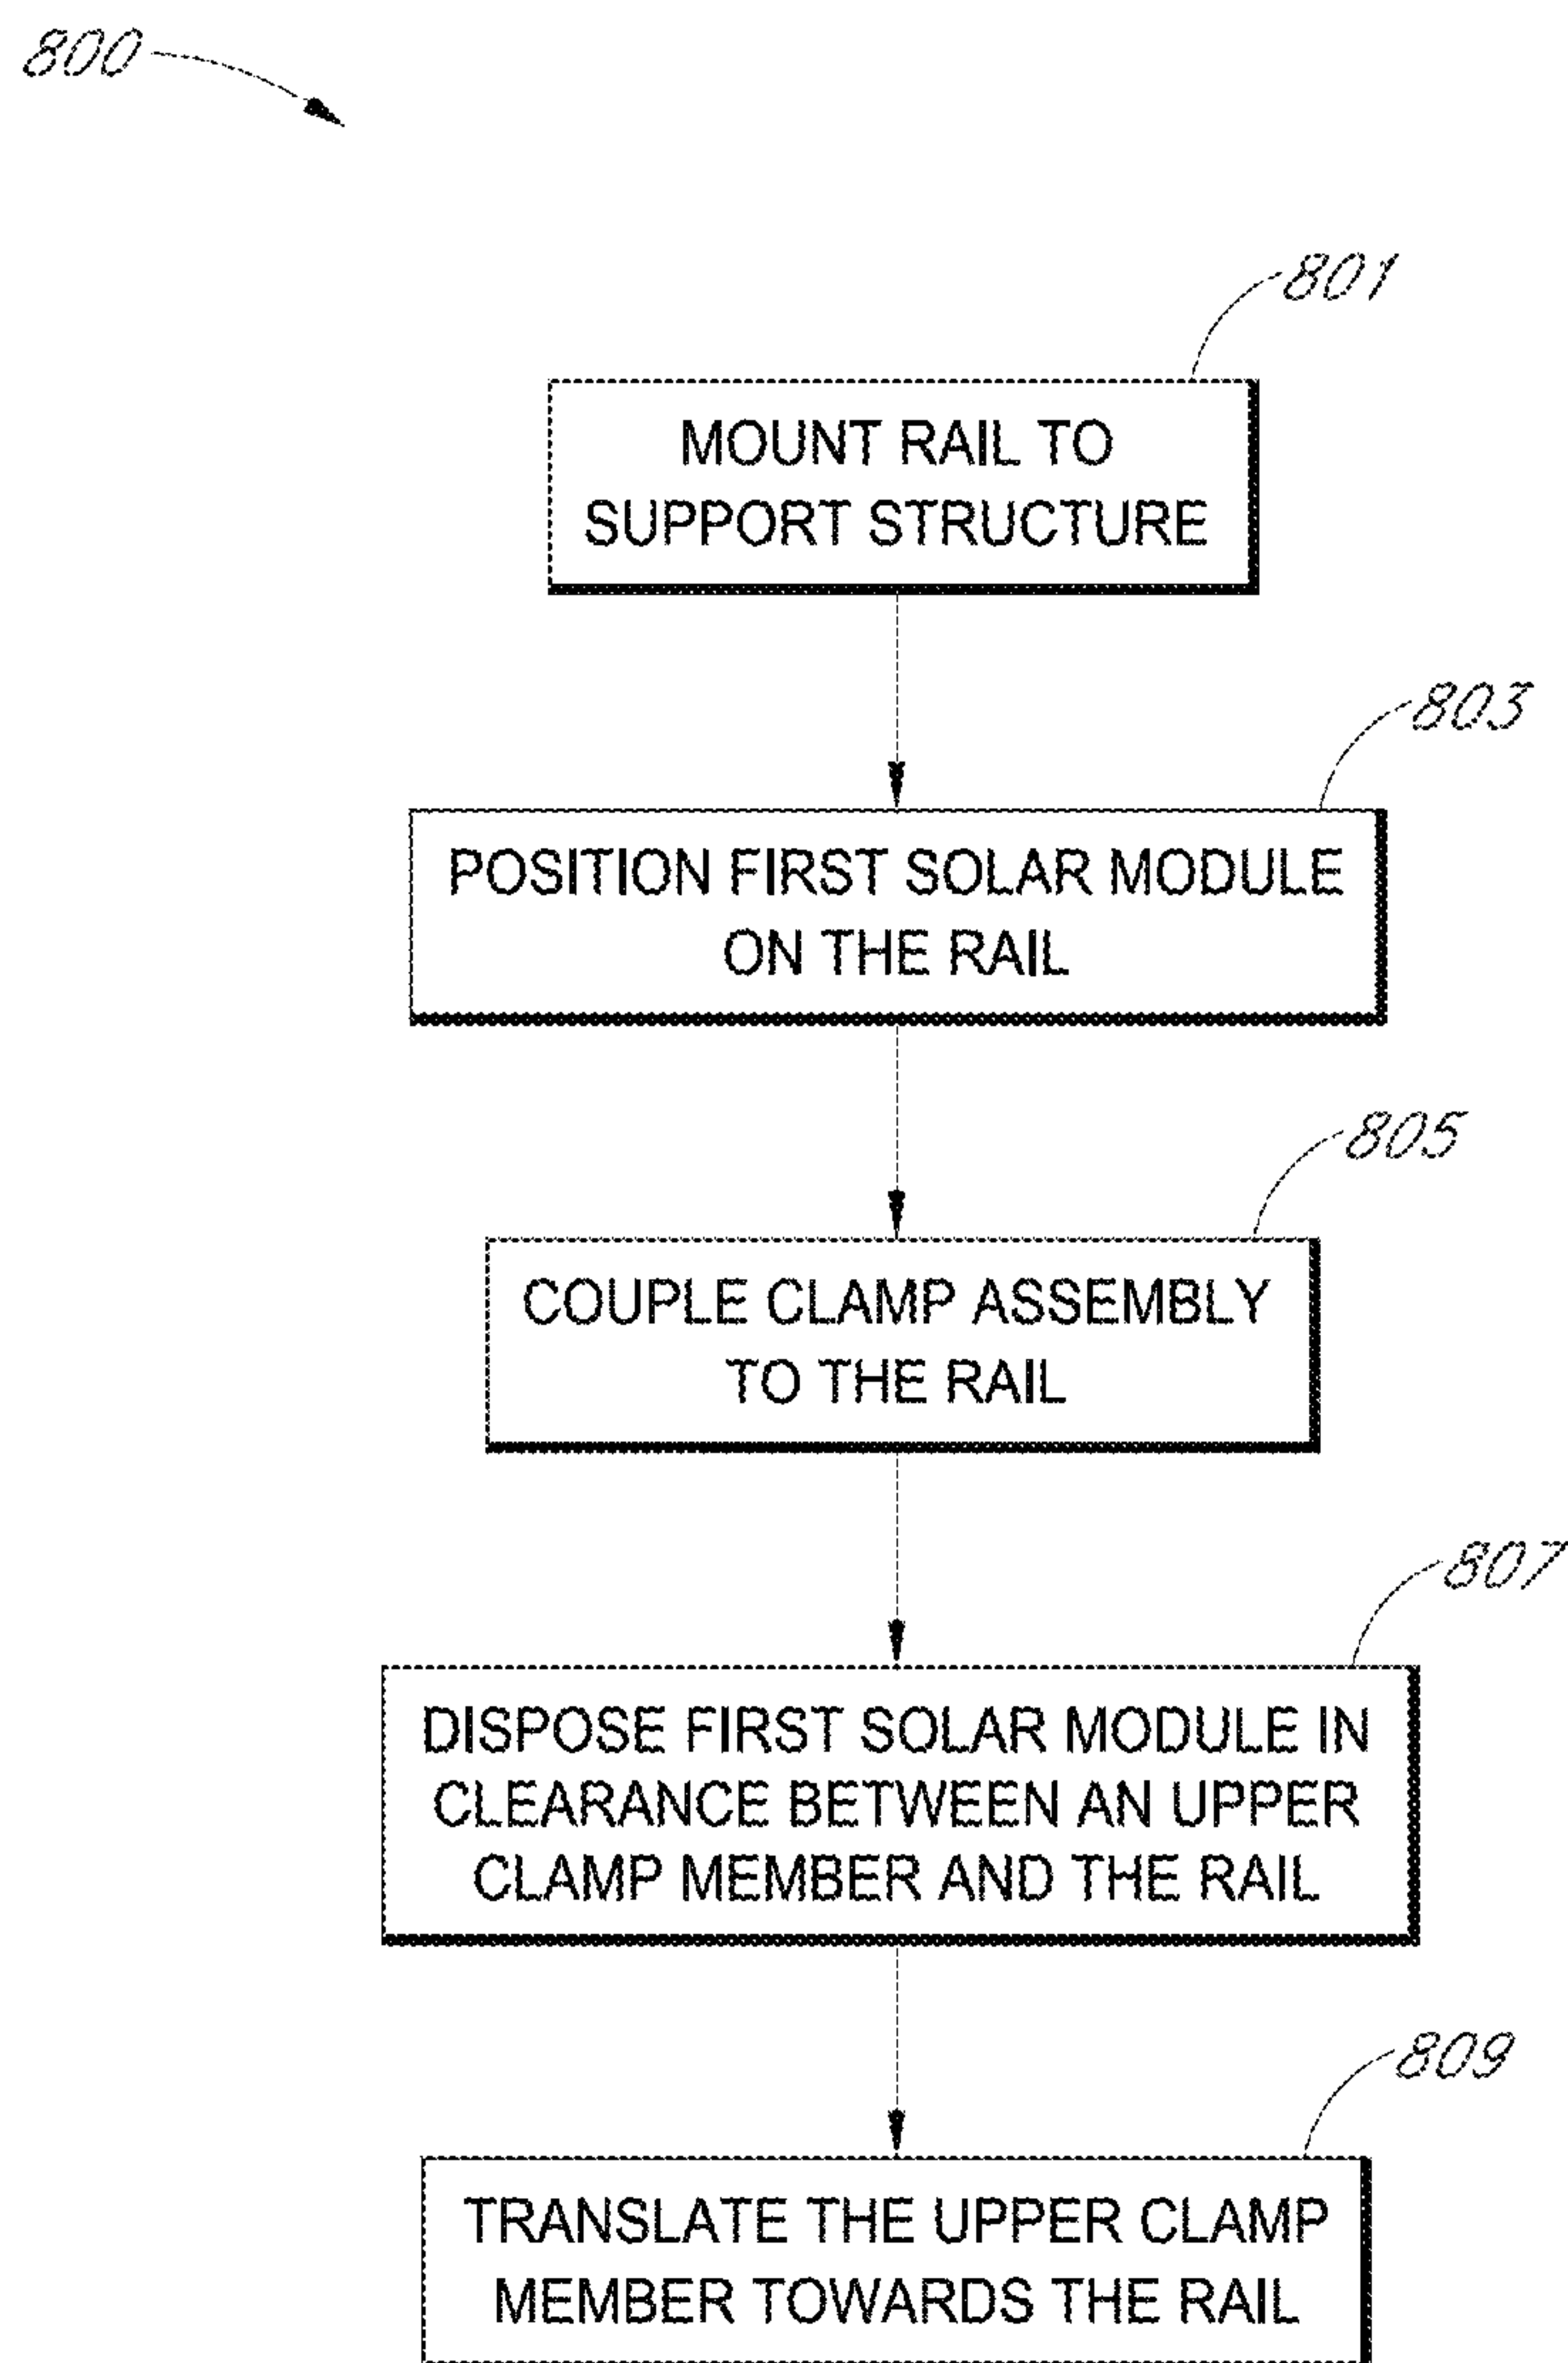 800
801
MOUNT RAIL TO
SUPPORT STRUCTURE
803
POSITION FIRST SOLAR MODULE
ON THE RAIL
805
COUPLE CLAMP ASSEMBLY
TO THE RAIL
807
DISPOSE FIRST SOLAR MODULE IN
CLEARANCE BETWEEN AN UPPER
CLAMP MEMBER AND THE RAIL
809
TRANSLATE THE UPPER CLAMP
MEMBER TOWARDS THE RAIL